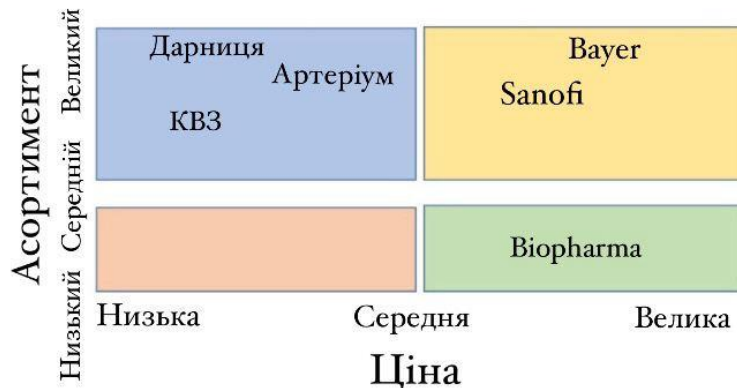 Асортимент
Великий
Середній
Низький
Дарниця
Артеріум
КВЗ
Bayer
Sanofi
Biopharma
Низька
Середня
Велика
Ціна